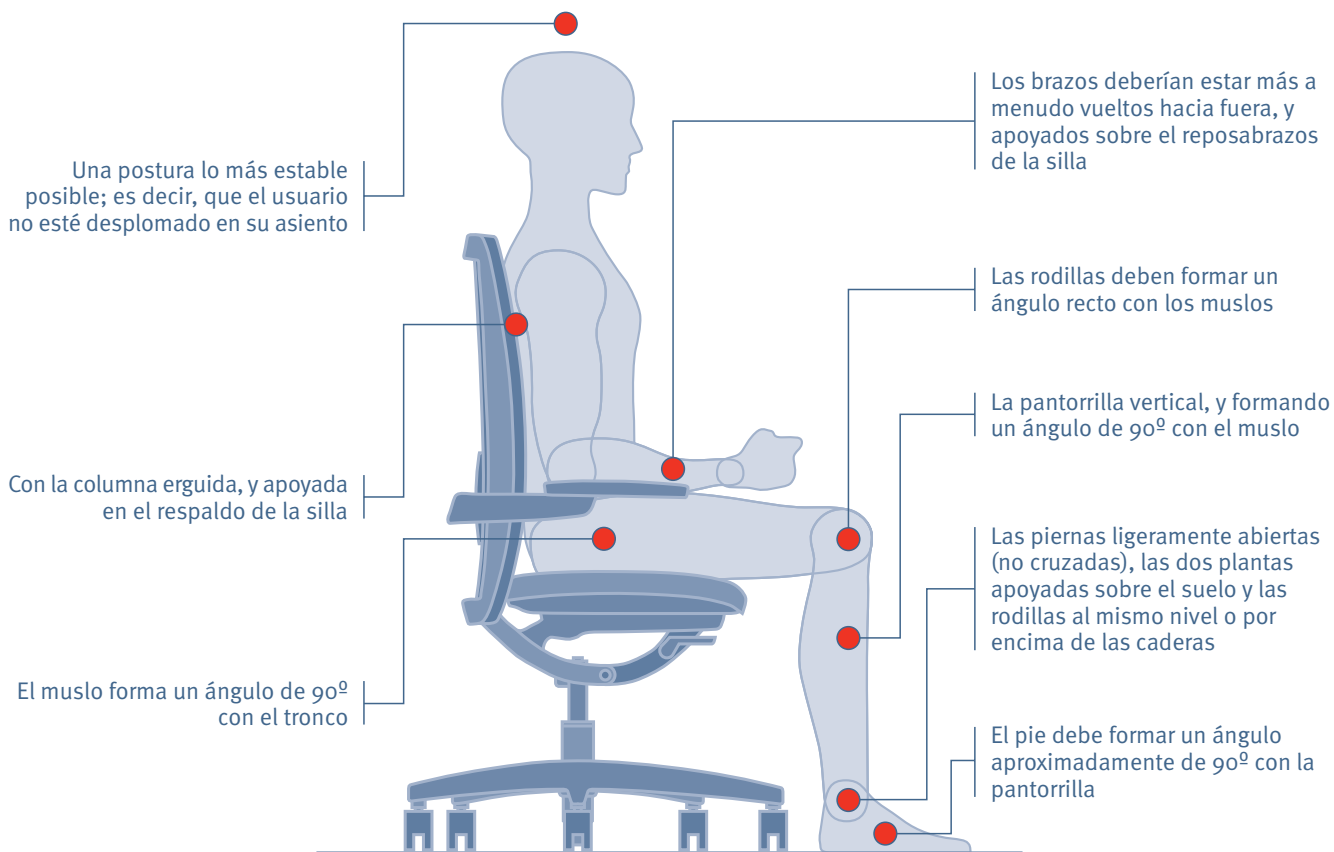 Una postura lo más estable
posible; es decir, que el usuario
no esté desplomado en su asiento
Con la columna erguida, y apoyada
en el respaldo de la silla
El muslo forma un ángulo de 90º
con el tronco
Los brazos deberían estar más a
menudo vueltos hacia fuera, y
apoyados sobre el reposabrazos
de la silla
Las rodillas deben formar un
ángulo recto con los muslos
La pantorrilla vertical, y formando
un ángulo de 90º con el muslo
Las piernas ligeramente abiertas
(no cruzadas), las dos plantas
apoyadas sobre el suelo y las
rodillas al mismo nivel o por
encima de las caderas
El pie debe formar un ángulo
aproximadamente de 90º con la
pantorrilla